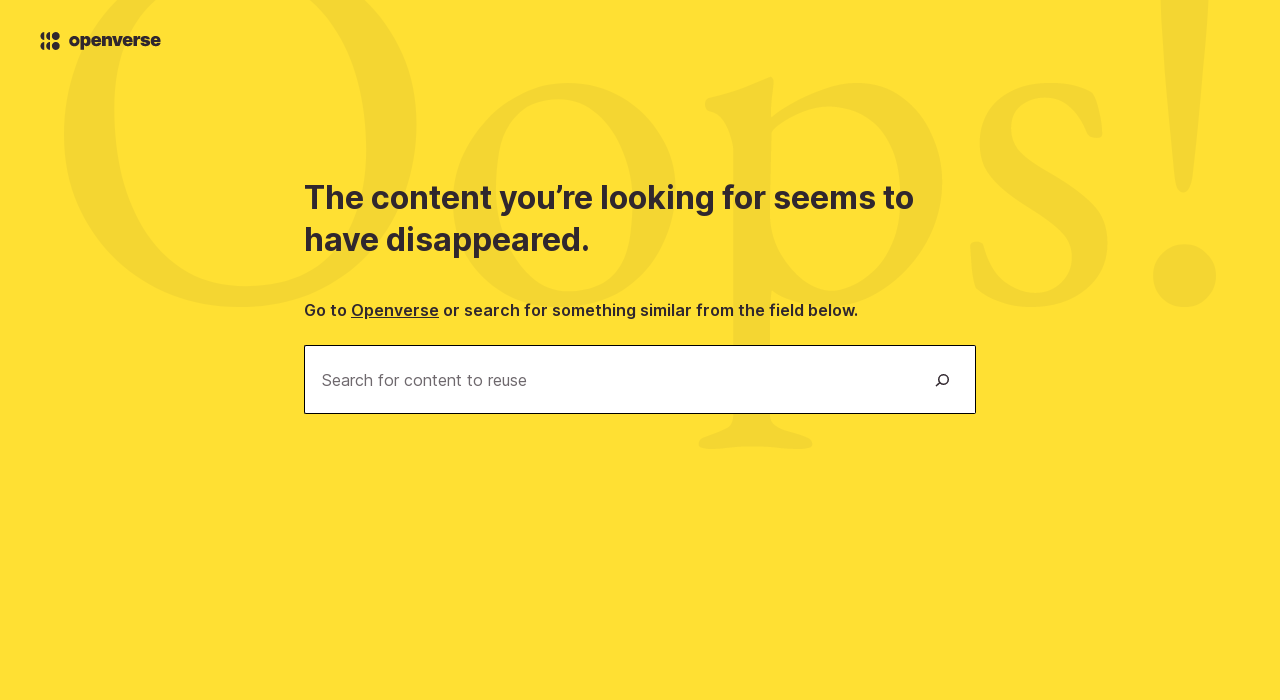 openverse
Oops!
The content you’re looking for seems to
have disappeared.
Go to Openverse or search for something similar from the field below.
Search for content to reuse